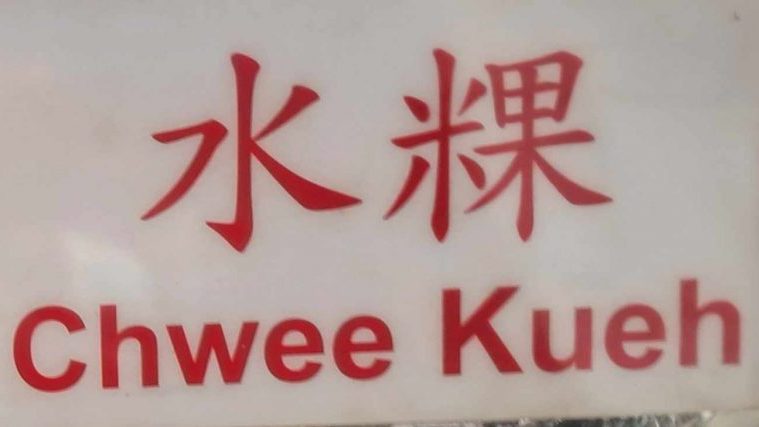 水粿
Chwee Kueh